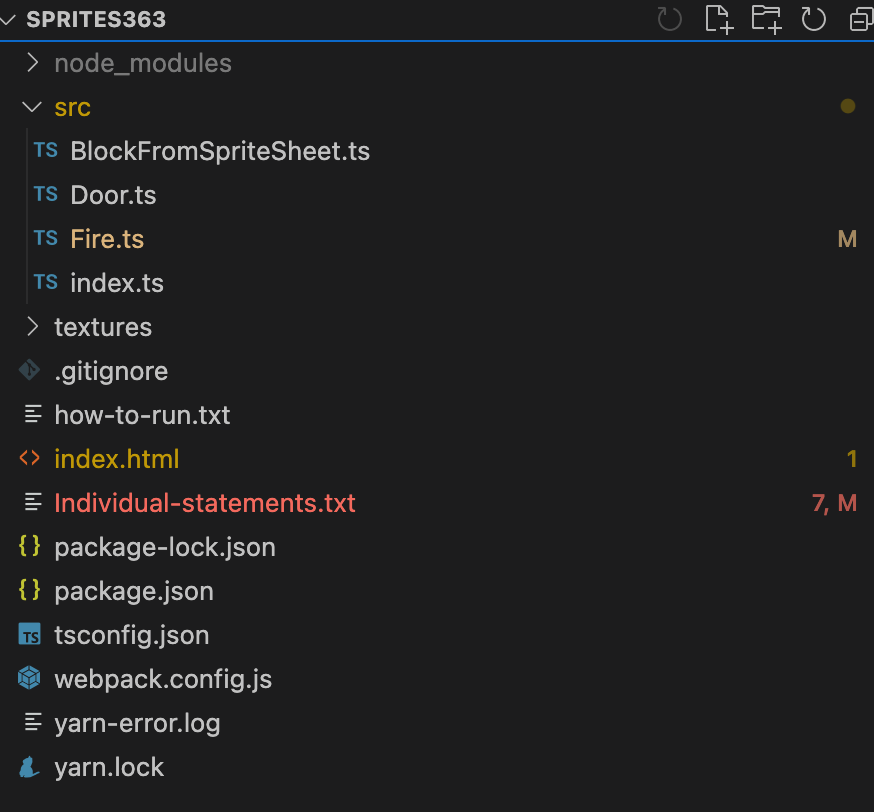 SPRITES363
node_modules
src
TS BlockFromSpriteSheet.ts
TS Door.ts
TS Fire.ts M
TS index.ts
textures
.gitignore
how-to-run.txt
<> index.html 1
Individual-statements.txt 7, M
{} package-lock.json
{} package.json
TS tsconfig.json
webpack.config.js
yarn-error.log
yarn.lock